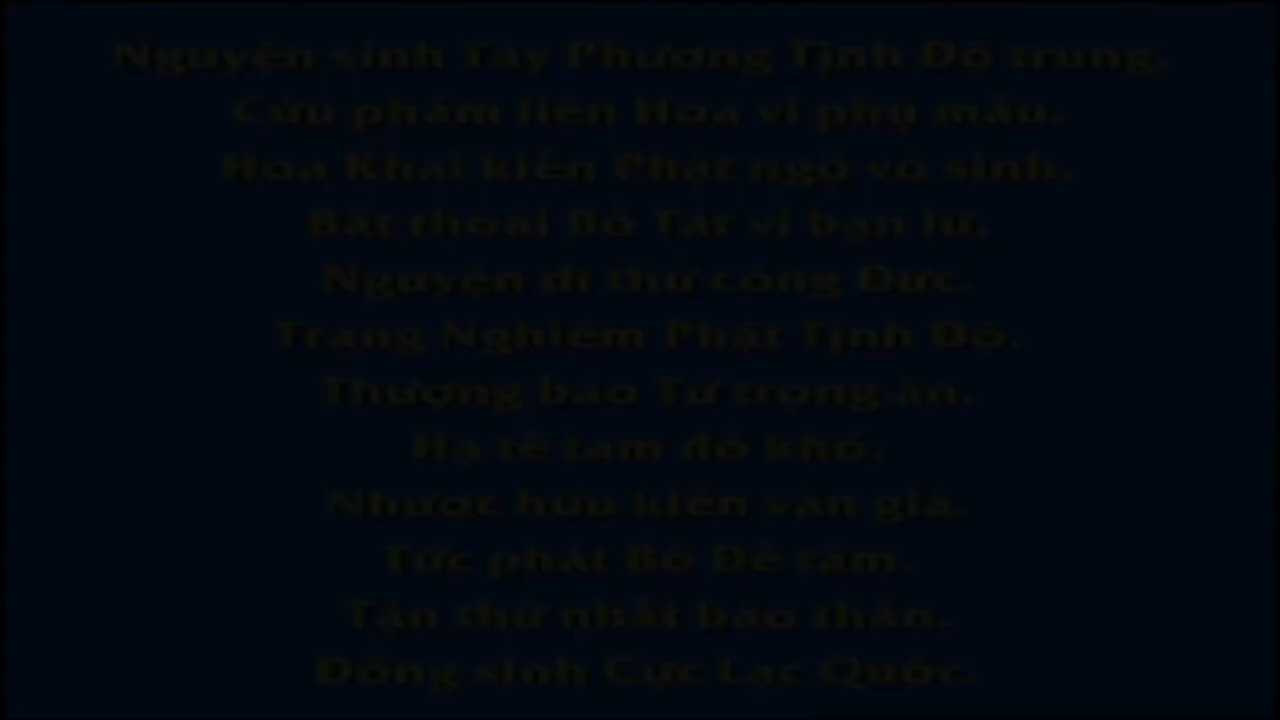 Nguyện sinh Tây Phương Tịnh Độ trung.
Cửu phẩm liên Hoa vi phụ mẫu.
Hoa Khai kiến Phật ngộ vô sinh.
Bất thoái Bồ Tát vi bạn lữ.
Nguyện dĩ thử công Đức.
Trang Nghiêm Phật Tịnh Độ.
Thượng báo Tứ trọng ân.
Hạ tế tam đồ khổ.
Nhược hữu kiến văn giả.
Tức phát Bồ Đề tâm.
Tận thử nhất báo thân.
Đồng sinh Cực Lạc Quốc.